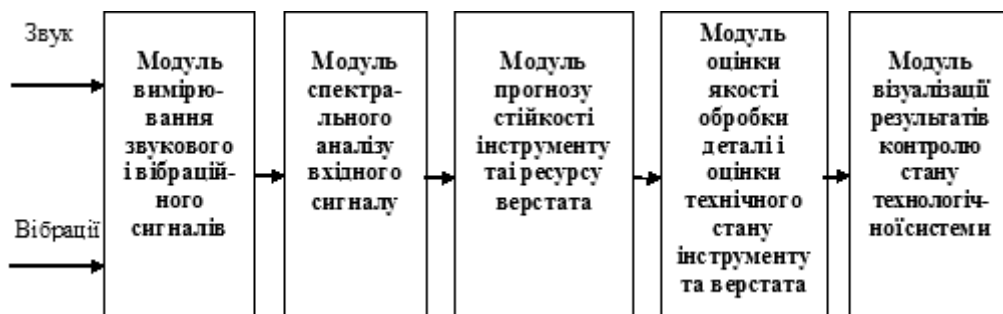 Звук
Вібрації
Модуль
вимірю-
вання
звукового
і вібрацій-
ного
сигналів
Модуль
спектра-
льного
аналізу
вхідного
сигналу
Модуль
прогнозу
стійкості
інструменту
таі ресурсу
верстата
Модуль
оцінки
якості
обробки
деталі і
оцінки
технічного
стану
інструменту
та верстата
Модуль
візуалізації
результатів
контролю
стану
технологіч-
ної системи